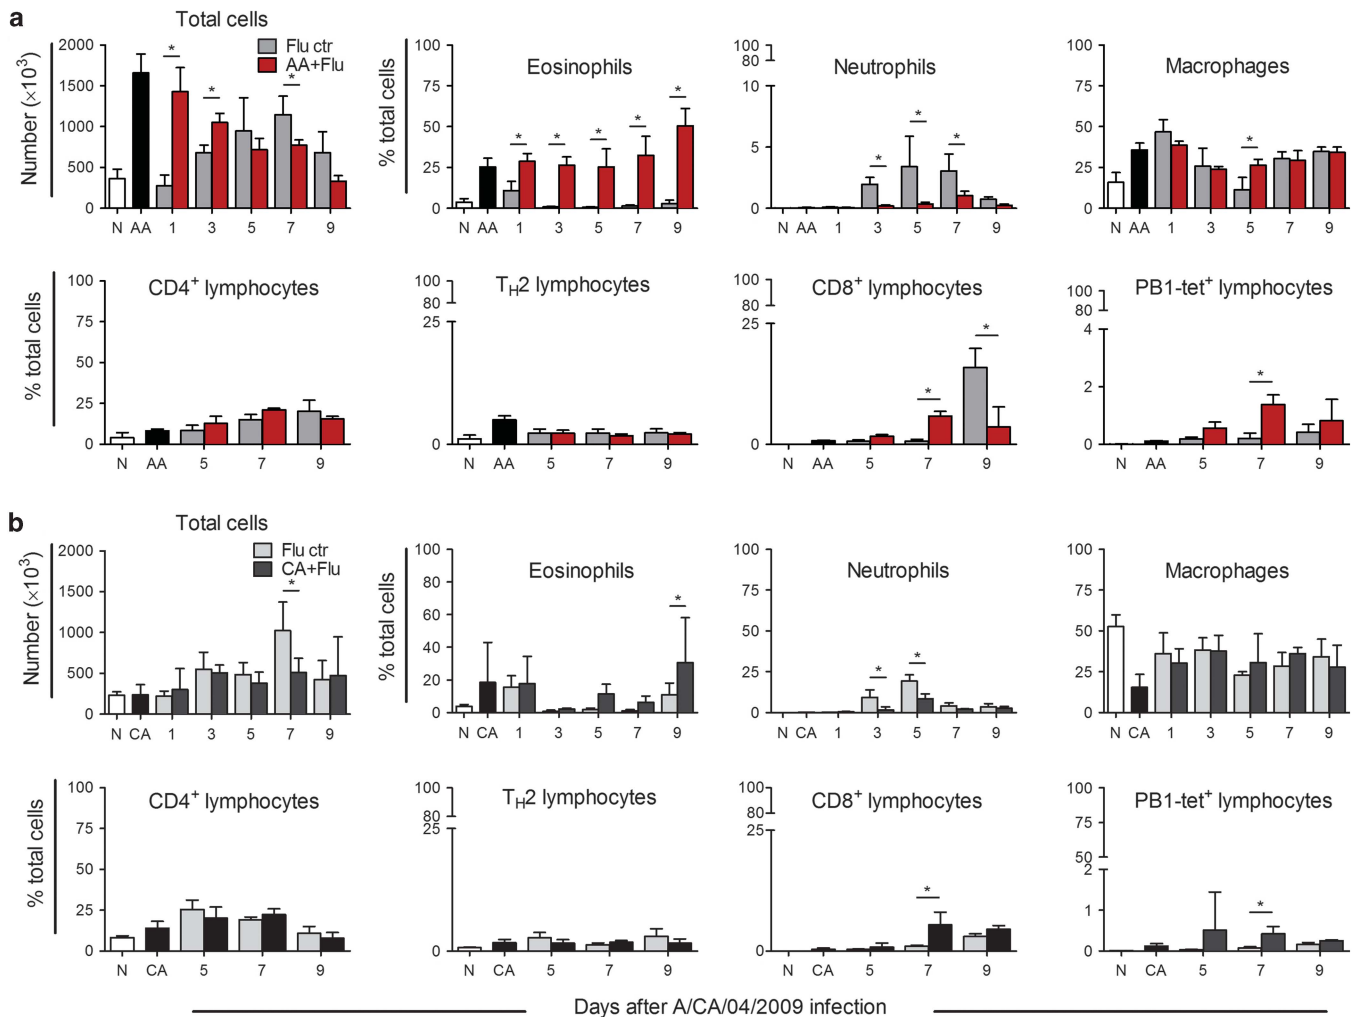 a
Total cells
Number (×10³)
2000
1500
1000
500
0
Flu ctr
AA+Flu
*
*
*
N AA 1 3 5 7 9
Eosinophils
% total cells
100
75
50
25
0
*
*
*
*
*
N AA 1 3 5 7 9
Neutrophils
100
90
10
5
0
*
*
*
N AA 1 3 5 7 9
Macrophages
100
75
50
25
0
*
N AA 1 3 5 7 9
CD4⁺ lymphocytes
% total cells
100
75
50
25
0
N AA 5 7 9
T_H2 lymphocytes
100
80
25
0
N AA 5 7 9
CD8⁺ lymphocytes
100
80
25
0
*
*
N AA 5 7 9
PB1-tet⁺ lymphocytes
100
80
4
2
0
*
N AA 5 7 9
b
Total cells
Number (×10³)
2000
1500
1000
500
0
Flu ctr
CA+Flu
*
N CA 1 3 5 7 9
Eosinophils
% total cells
100
80
60
40
20
0
*
N CA 1 3 5 7 9
Neutrophils
100
75
50
25
0
*
*
N CA 1 3 5 7 9
Macrophages
100
75
50
25
0
N CA 1 3 5 7 9
CD4⁺ lymphocytes
% total cells
100
75
50
25
0
N CA 5 7 9
T_H2 lymphocytes
100
80
25
0
N CA 5 7 9
CD8⁺ lymphocytes
100
80
25
0
*
N CA 5 7 9
PB1-tet⁺ lymphocytes
100
75
50
2
1
0
*
N CA 5 7 9
Days after A/CA/04/2009 infection